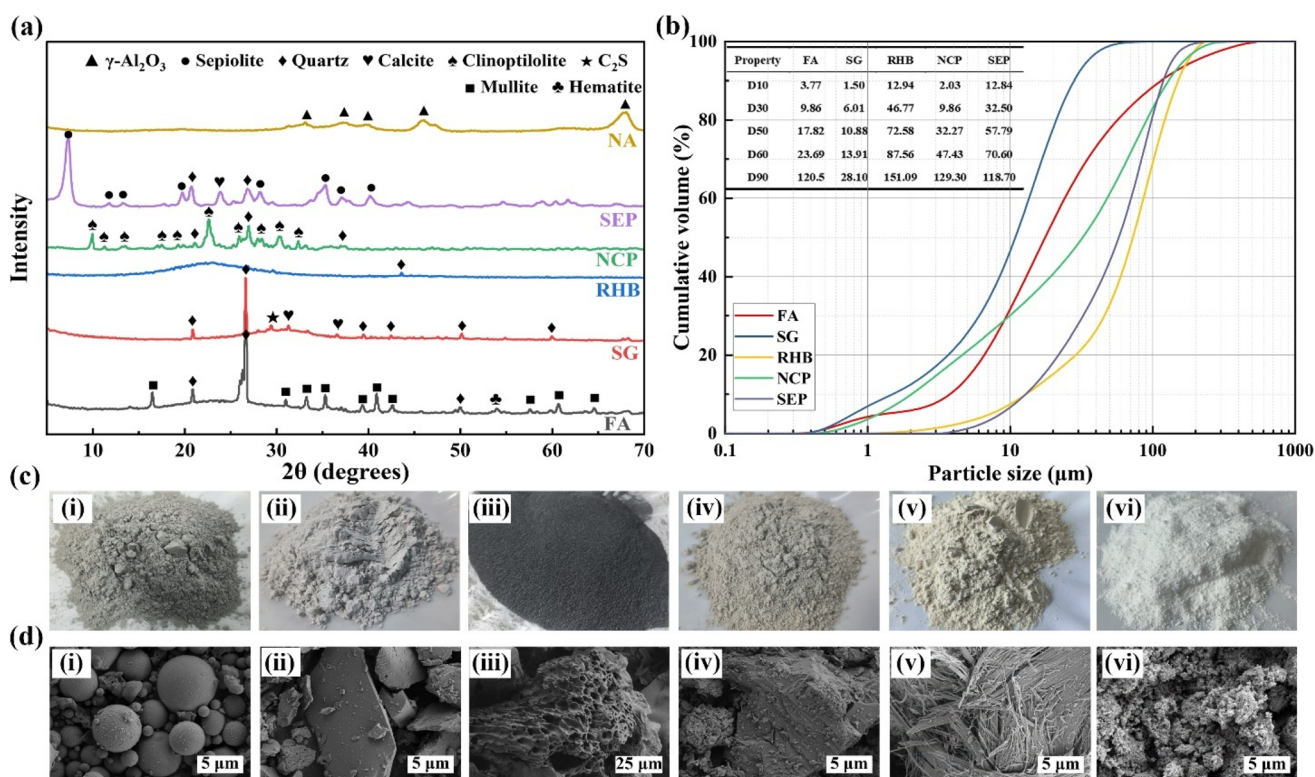 (a)
▲ γ-Al₂O₃ ● Sepiolite ♦ Quartz ♥ Calcite ♠ Clinoptilolite ★ C₂S
■ Mullite ♣ Hematite
NA
SEP
NCP
RHB
SG
FA
Intensity
10 20 30 40 50 60 70
2θ (degrees)
(b)
Property FA SG RHB NCP SEP
D10 3.77 1.50 12.94 2.03 12.84
D30 9.86 6.01 46.77 9.86 32.50
D50 17.82 10.88 72.58 32.27 57.79
D60 23.69 13.91 87.56 47.43 70.60
D90 120.5 28.10 151.09 129.30 118.70
FA
SG
RHB
NCP
SEP
Cumulative volume (%)
100
80
60
40
20
0
0.1 1 10 100 1000
Particle size (μm)
(c)
(i) (ii) (iii) (iv) (v) (vi)
(d)
(i) (ii) (iii) (iv) (v) (vi)
5 μm 5 μm 25 μm 5 μm 5 μm 5 μm